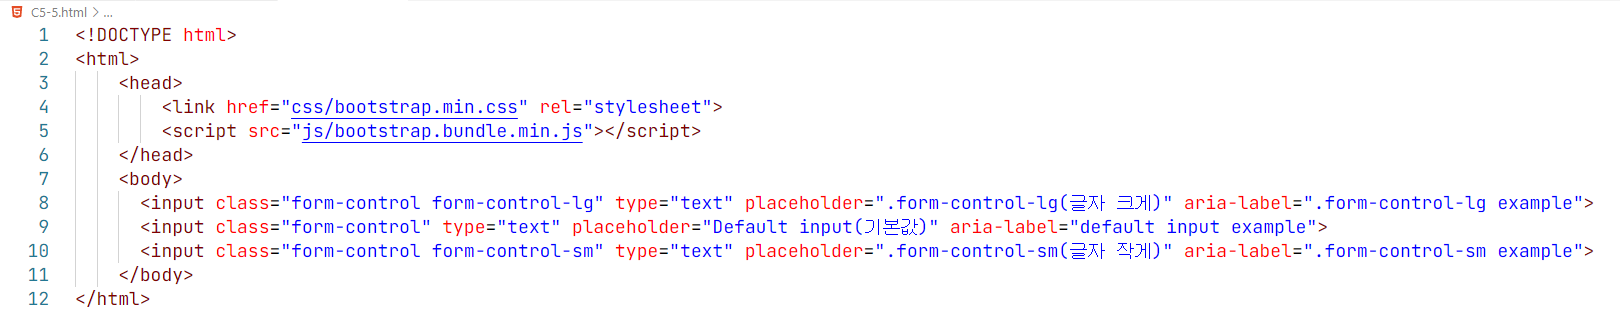 C5-5.html > ...
1 <!DOCTYPE html>
2 <html>
3 <head>
4 <link href="css/bootstrap.min.css" rel="stylesheet">
5 <script src="js/bootstrap.bundle.min.js"></script>
6 </head>
7 <body>
8 <input class="form-control form-control-lg" type="text" placeholder=".form-control-lg(글자 크게)" aria-label=".form-control-lg example">
9 <input class="form-control" type="text" placeholder="Default input(기본값)" aria-label="default input example">
10 <input class="form-control form-control-sm" type="text" placeholder=".form-control-sm(글자 작게)" aria-label=".form-control-sm example">
11 </body>
12 </html>